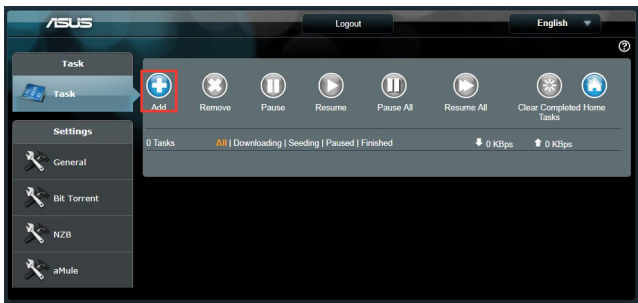 ASUS
Logout
English
Task
Task
Add
Remove
Pause
Resume
Pause All
Resume All
Clear Completed Tasks
Home
0 Tasks
All | Downloading | Seeding | Paused | Finished
0 KBps
0 KBps
Settings
General
Bit Torrent
NZB
aMule